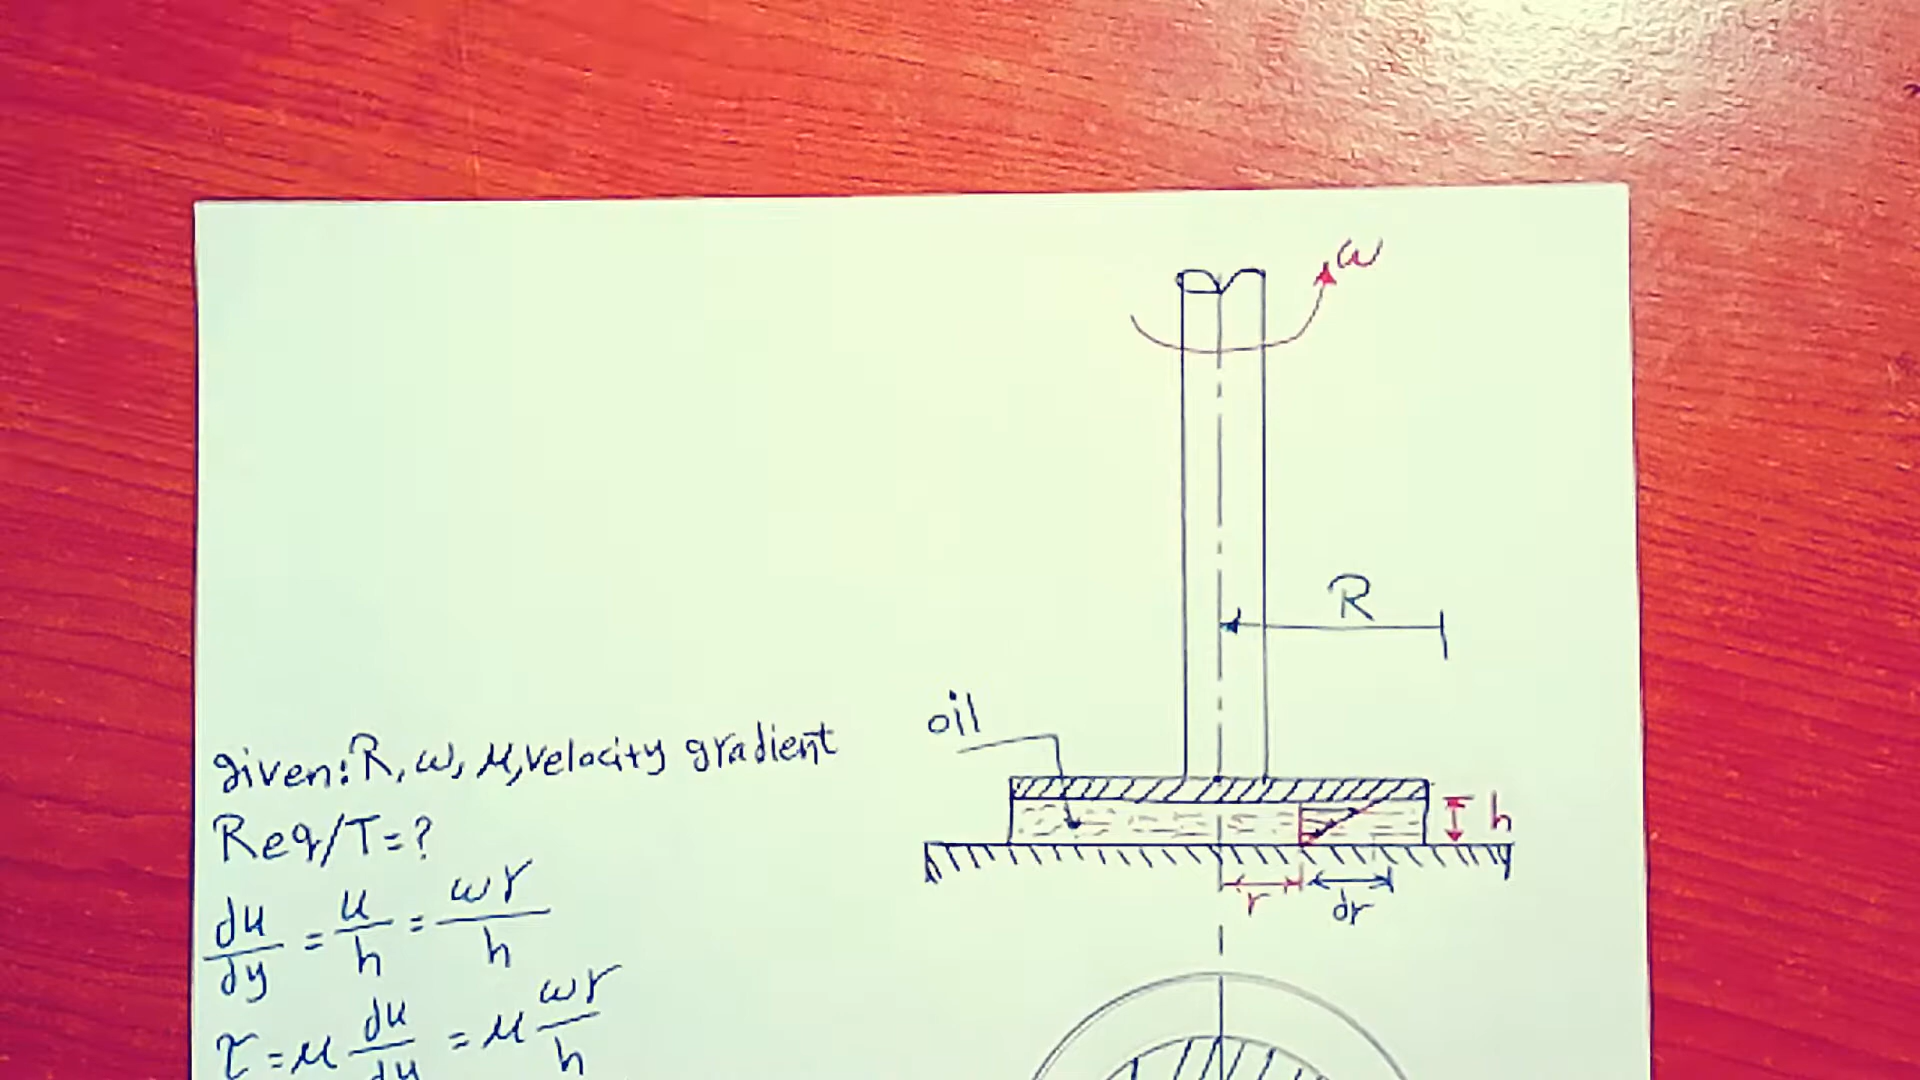 ω
R
oil
given: R, ω, μ, velocity gradient
h
Req/T=?
r
dr
du/dy = u/h = ωr/h
τ = μ du/dy = μ ωr/h